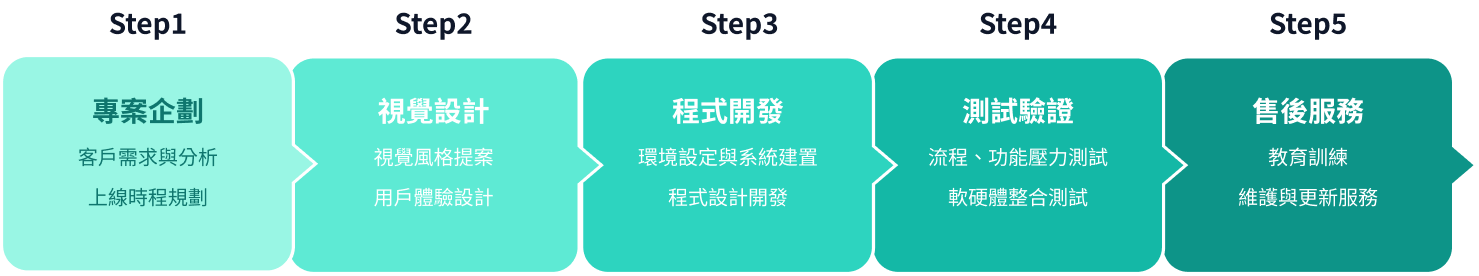 Step1
專案企劃
客戶需求與分析
上線時程規劃
Step2
視覺設計
視覺風格提案
用戶體驗設計
Step3
程式開發
環境設定與系統建置
程式設計開發
Step4
測試驗證
流程、功能壓力測試
軟硬體整合測試
Step5
售後服務
教育訓練
維護與更新服務